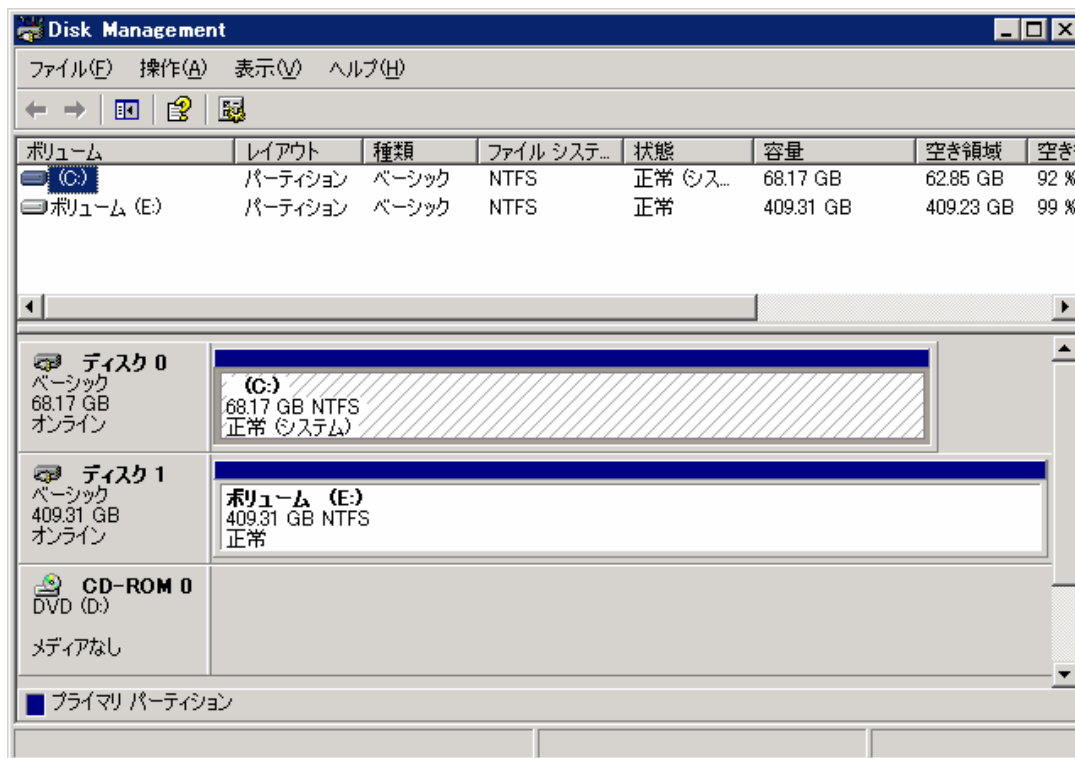 Disk Management
ファイル(F) 操作(A) 表示(V) ヘルプ(H)
ボリューム レイアウト 種類 ファイル システ... 状態 容量 空き領域 空き
(C:) パーティション ベーシック NTFS 正常 (シス... 68.17 GB 62.85 GB 92 %
ボリューム (E:) パーティション ベーシック NTFS 正常 409.31 GB 409.23 GB 99 %
ディスク 0
ベーシック
68.17 GB
オンライン
(C:)
68.17 GB NTFS
正常 (システム)
ディスク 1
ベーシック
409.31 GB
オンライン
ボリューム (E:)
409.31 GB NTFS
正常
CD-ROM 0
DVD (D:)
メディアなし
プライマリ パーティション